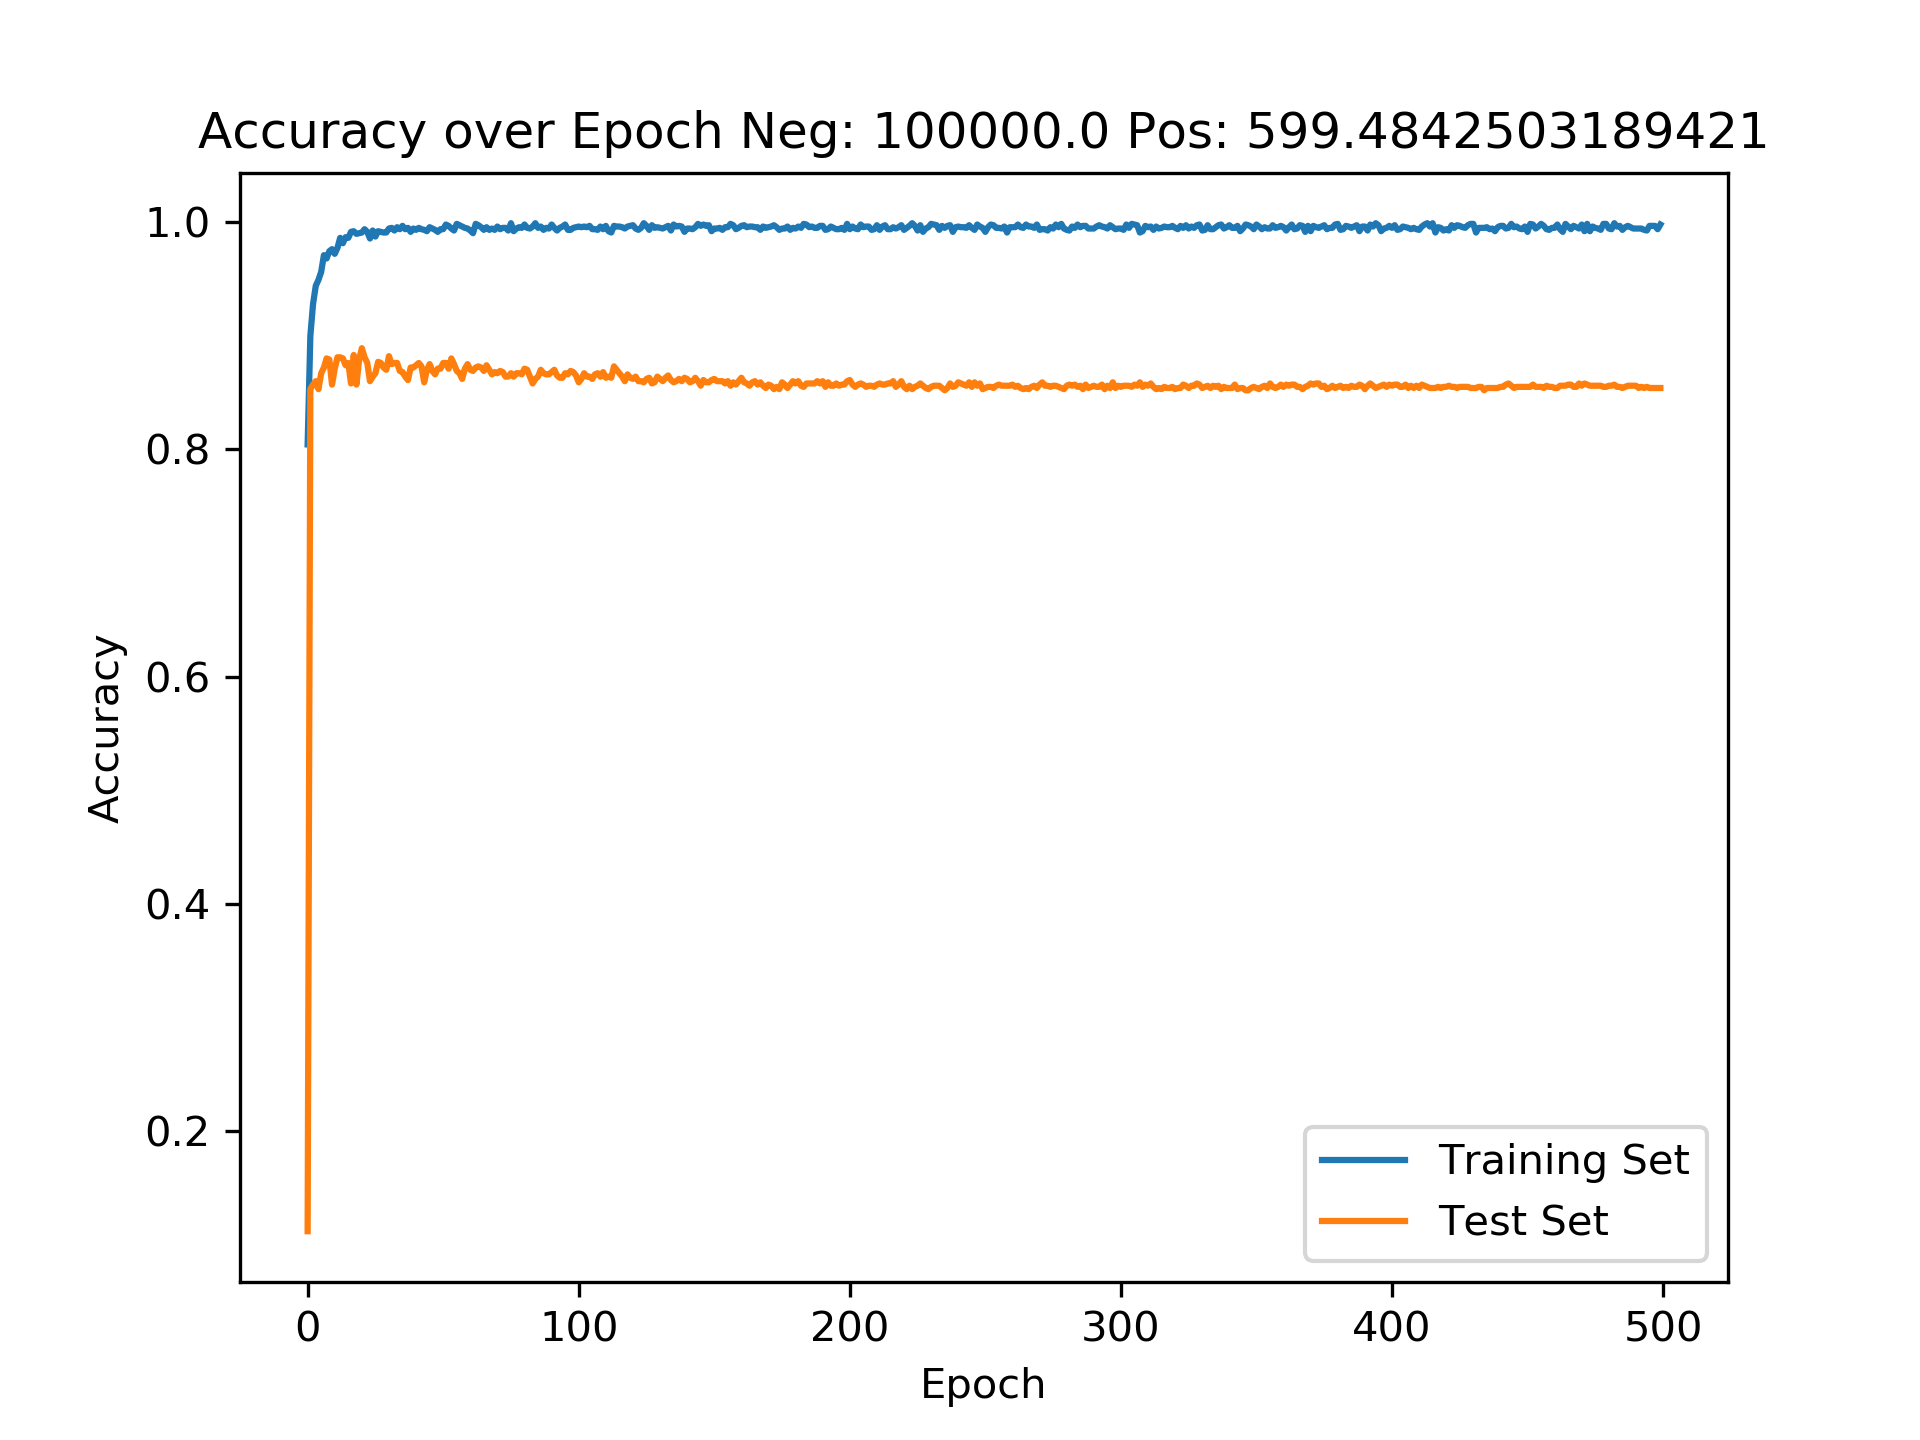 Accuracy over Epoch Neg: 100000.0 Pos: 599.4842503189421
1.0
0.8
0.6
0.4
0.2
Accuracy
Training Set
Test Set
0 100 200 300 400 500
Epoch